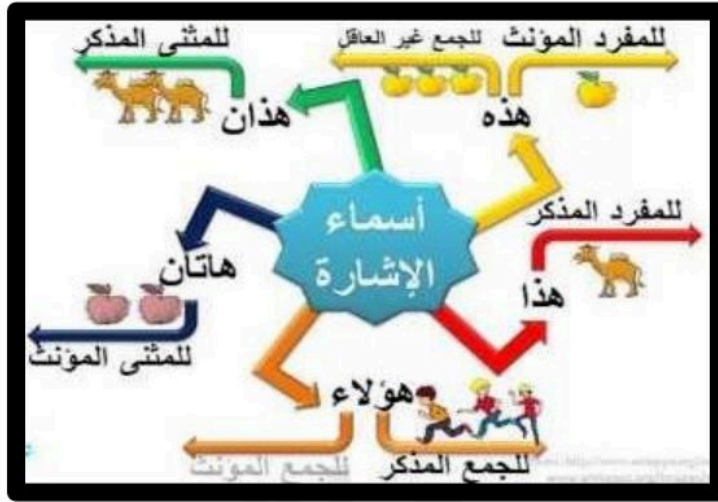 أسماء
الإشارة
للمفرد المؤنث
للجمع غير العاقل
هذه
للمثنى المذكر
هذان
للمفرد المذكر
هذا
هاتان
للمثنى المؤنث
هؤلاء
للجمع المذكر
للجمع المؤنث